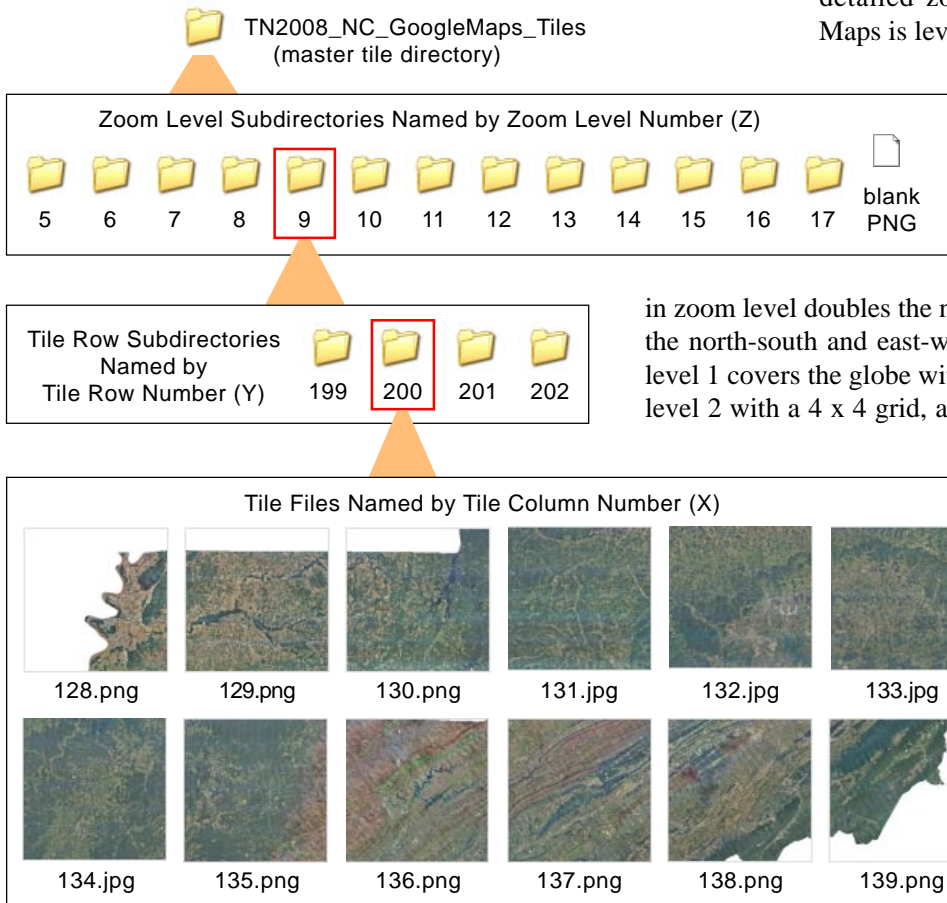 detailed
Maps is
TN2008_NC_GoogleMaps_Tiles
(master tile directory)
Zoom Level Subdirectories Named by Zoom Level Number (Z)
5 6 7 8 9 10 11 12 13 14 15 16 17
blank
PNG
Tile Row Subdirectories
Named by
Tile Row Number (Y)
199 200 201 202
in zoom level doubles the
the north-south and
level 1 covers the globe
level 2 with a 4 x 4 grid,
Tile Files Named by Tile Column Number (X)
128.png 129.png 130.png 131.jpg 132.jpg 133.jpg
134.jpg 135.png 136.png 137.png 138.png 139.png